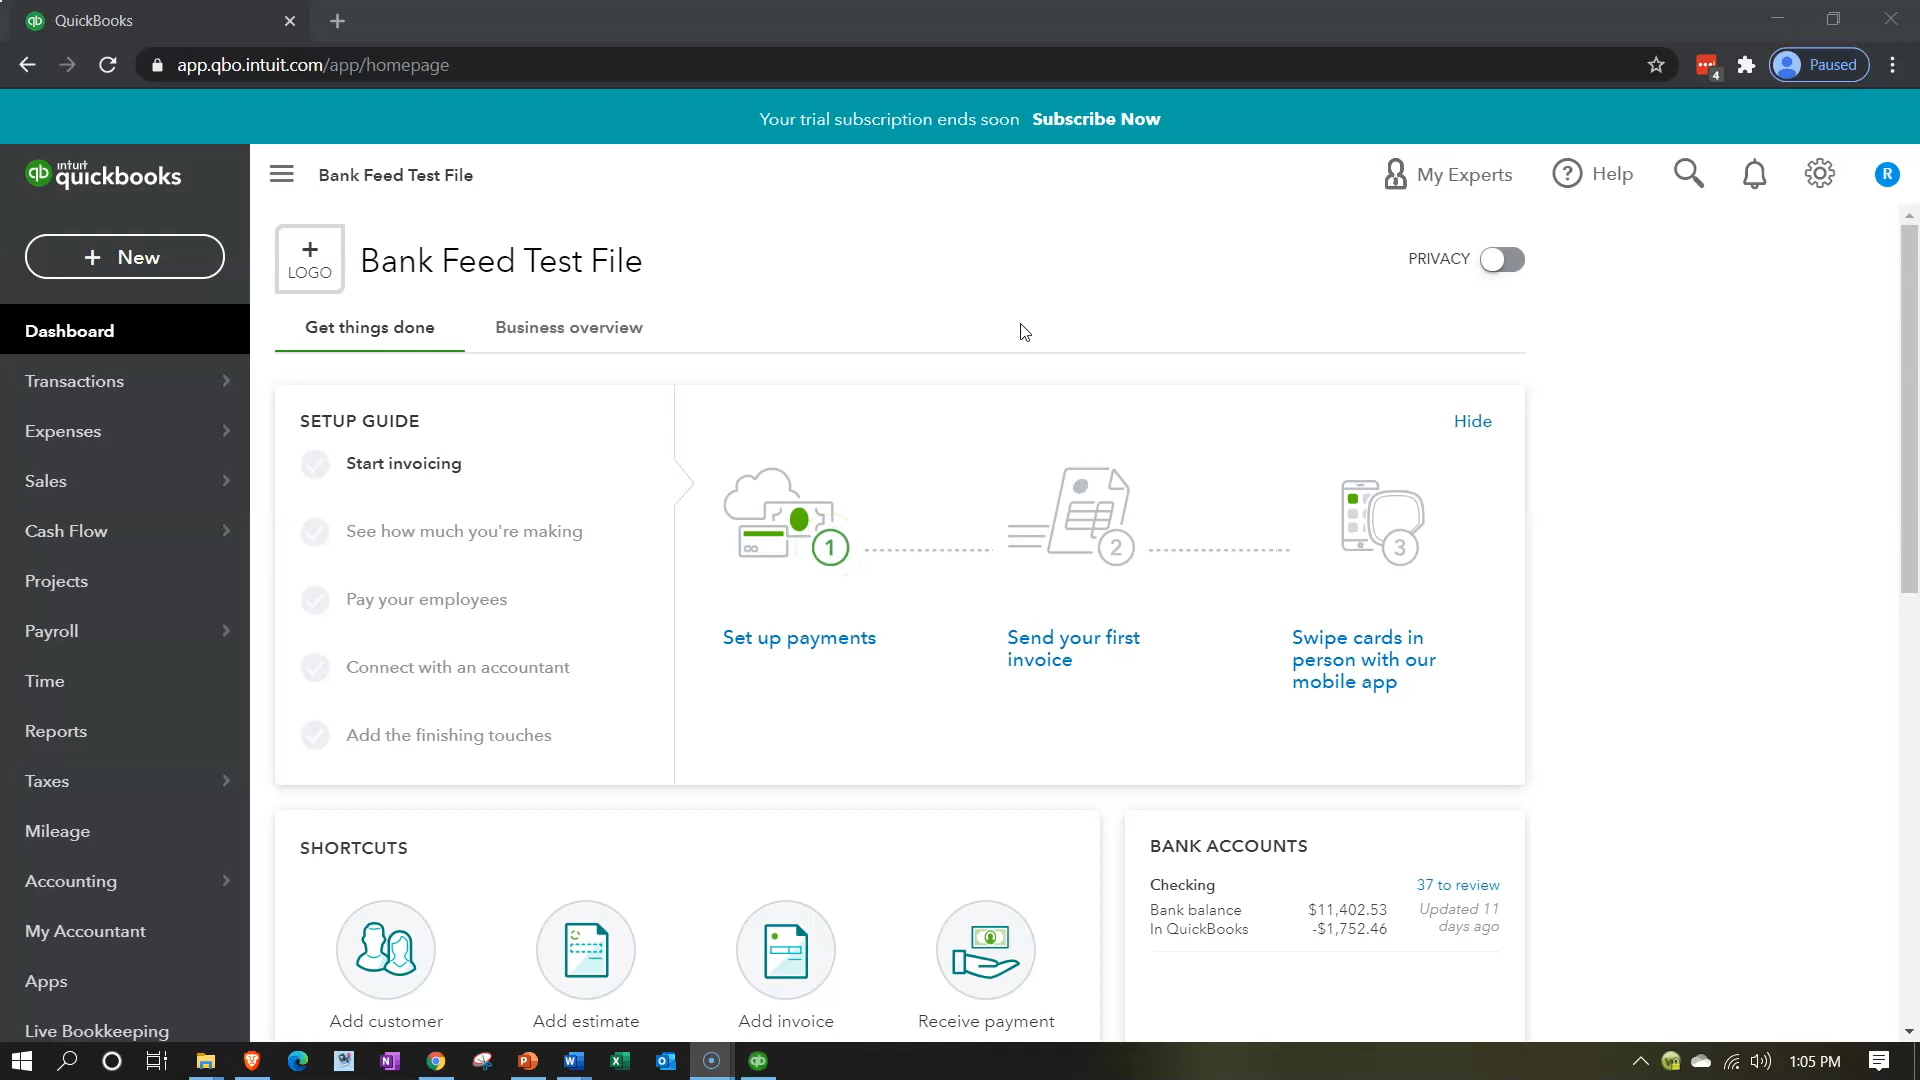 QuickBooks
app.qbo.intuit.com/app/homepage
4
Paused
Your trial subscription ends soon Subscribe Now
intuit
quickbooks
Bank Feed Test File
My Experts
Help
R
+ New
+
LOGO
Bank Feed Test File
PRIVACY
Dashboard
Transactions
Expenses
Sales
Cash Flow
Projects
Payroll
Time
Reports
Taxes
Mileage
Accounting
My Accountant
Apps
Live Bookkeeping
Get things done
Business overview
SETUP GUIDE
Hide
Start invoicing
See how much you're making
Pay your employees
Connect with an accountant
Add the finishing touches
1
2
3
Set up payments
Send your first
invoice
Swipe cards in
person with our
mobile app
SHORTCUTS
Add customer
Add estimate
Add invoice
Receive payment
BANK ACCOUNTS
Checking
37 to review
Bank balance $11,402.53
In QuickBooks -$1,752.46
Updated 11
days ago
1:05 PM